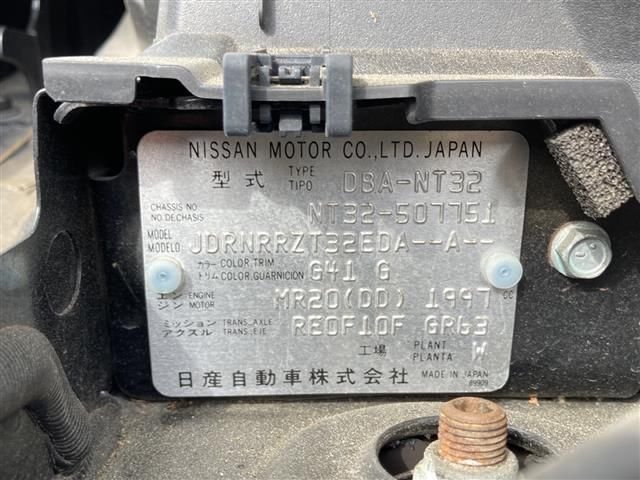 NISSAN MOTOR CO.,LTD. JAPAN
型式 TYPE TIPO DBA-NT32
CHASSIS NO NO.DECHASIS NT32-507751
MODEL MODELO JDRNRRZT32EDA--A--
カラー COLOR,TRIM トリム COLOR,GUARNICION G41 G
エンジン ENGINE MOTOR MR20(DD) 1997 CC
ミッション アクスル TRANS.AXLE TRANS.EJE RE0F10F GR63
工場 PLANT PLANTA W
日産自動車株式会社 MADE IN JAPAN
89909